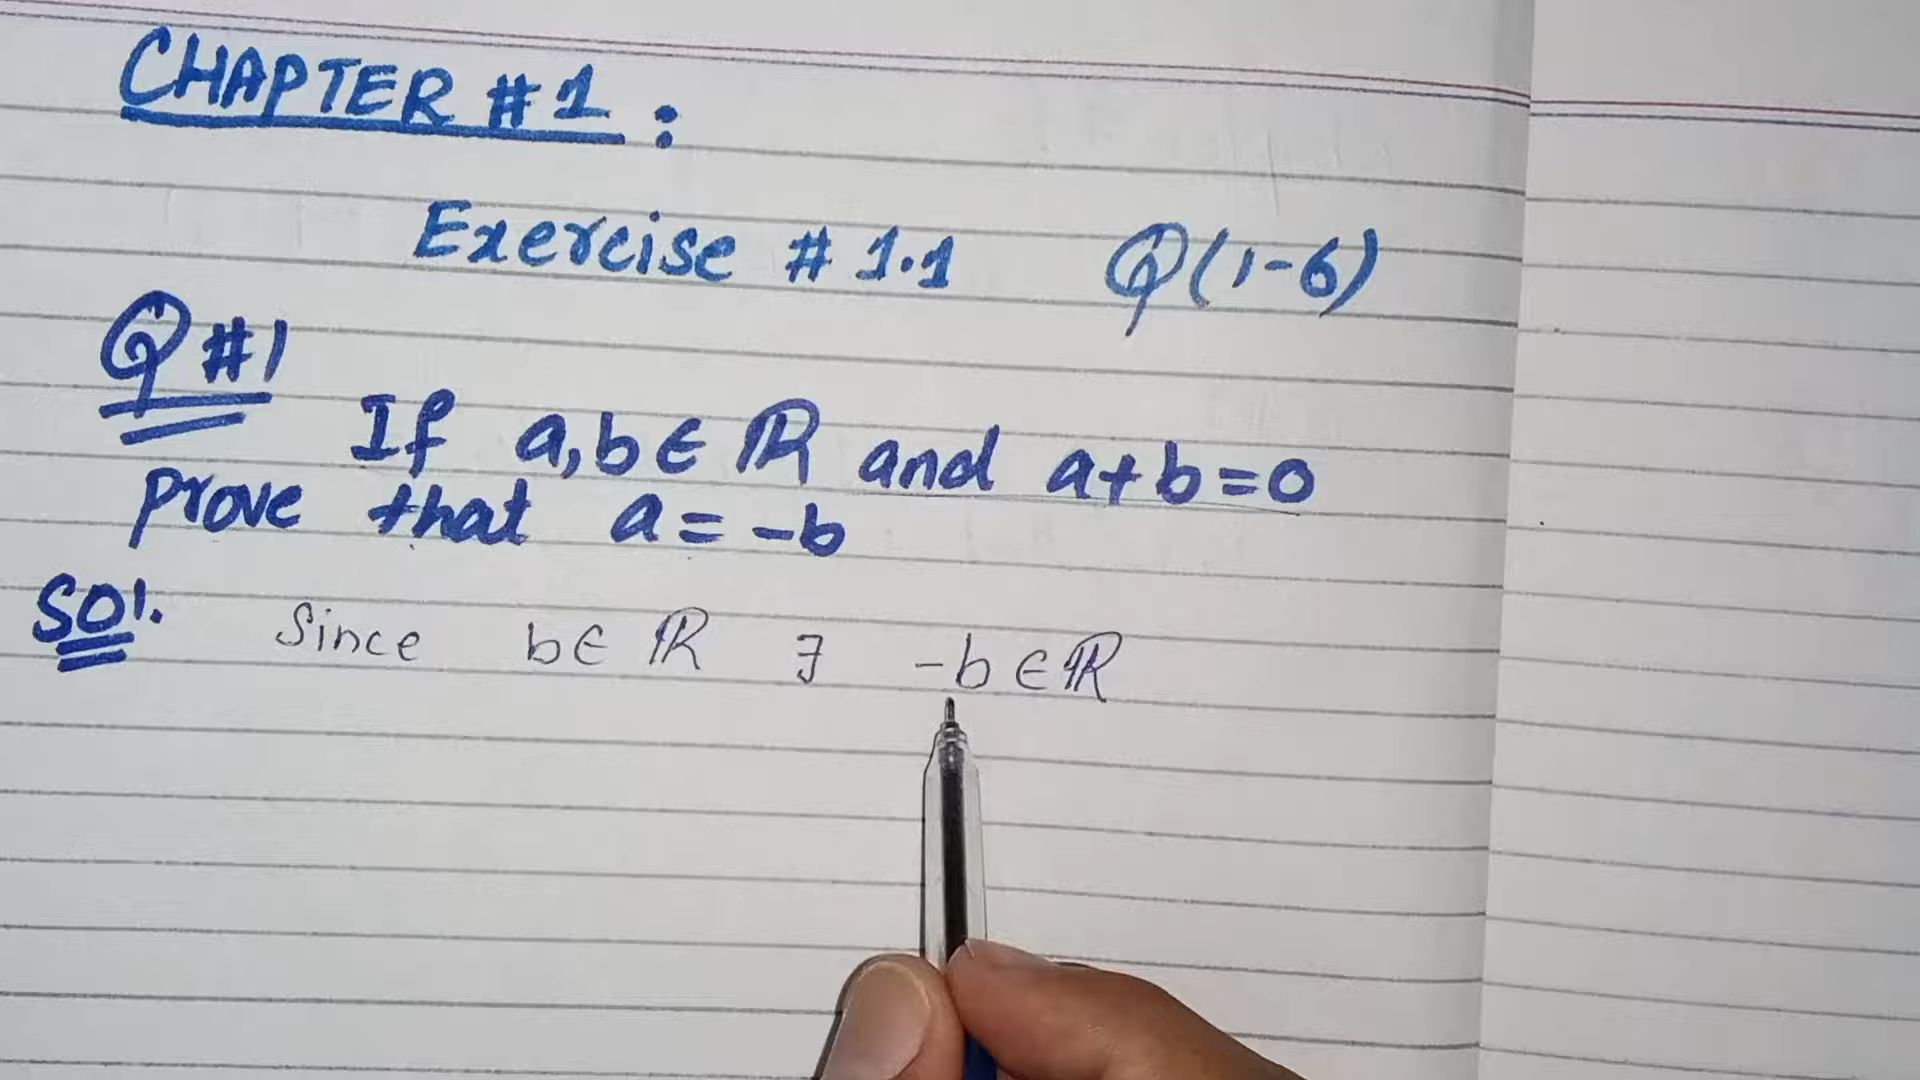 CHAPTER #1:
Exercise #1.1 Q(1-6)
Q#1
If a,b∈ℝ and a+b=0
prove that a=-b
Sol. Since b∈ℝ ∃ -b∈ℝ